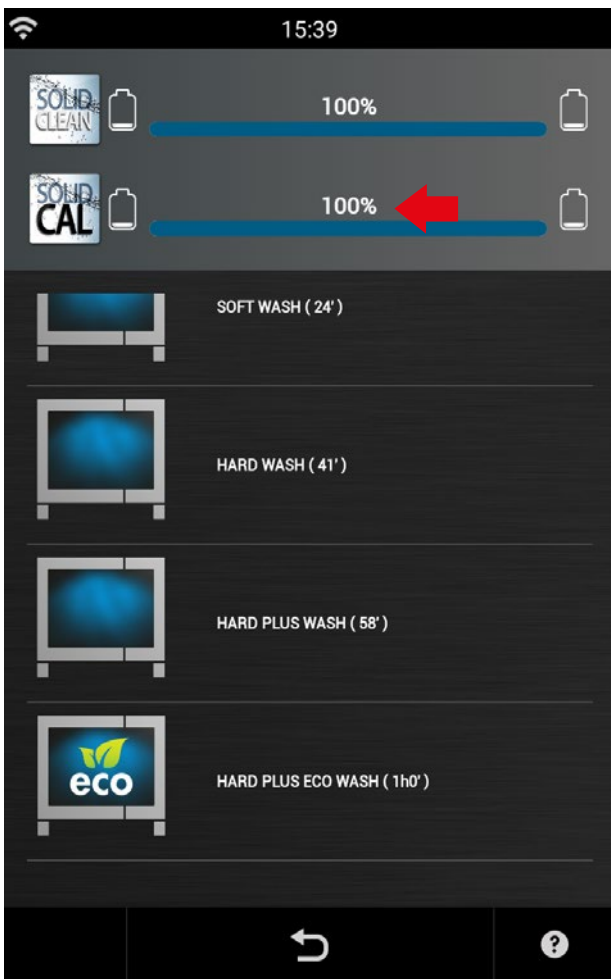 15:39
SOLID
CLEAN
100%
SOLID
CAL
100%
SOFT WASH ( 24' )
HARD WASH ( 41' )
HARD PLUS WASH ( 58' )
eco
HARD PLUS ECO WASH ( 1h0' )
?